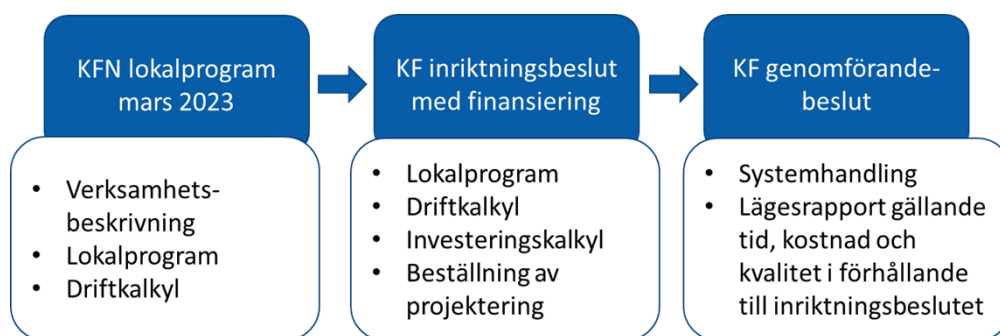 KFN lokalprogram
mars 2023
• Verksamhets-
beskrivning
• Lokalprogram
• Driftkalkyl
KF inriktningsbeslut
med finansiering
• Lokalprogram
• Driftkalkyl
• Investeringskalkyl
• Beställning av
projektering
KF genomförande-
beslut
• Systemhandling
• Lägesrapport gällande
tid, kostnad och
kvalitet i förhållande
till inriktningsbeslutet